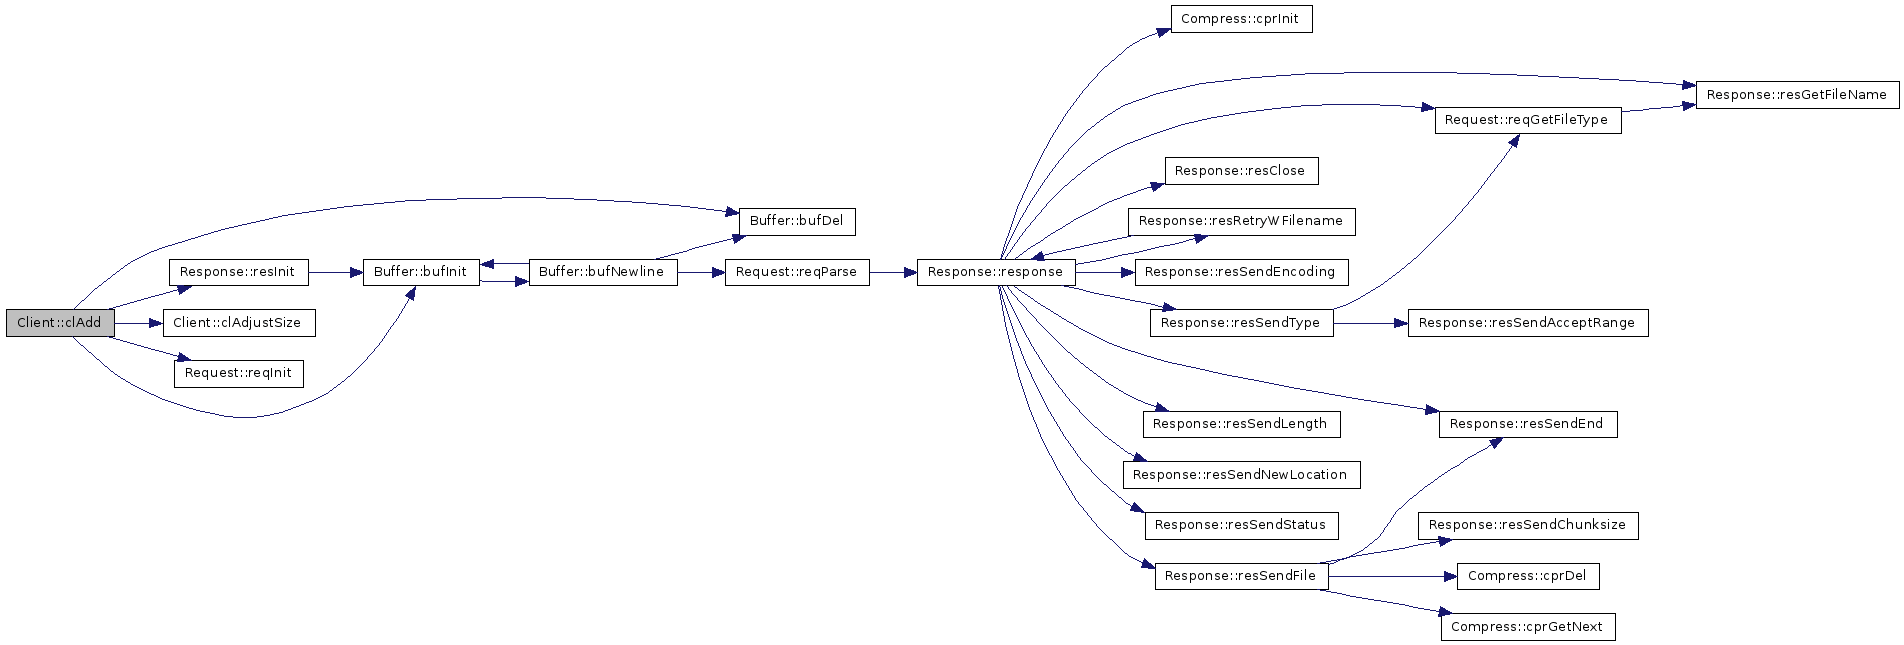 Client::clAdd
Response::resInit
Client::clAdjustSize
Request::reqInit
Buffer::bufInit
Buffer::bufDel
Buffer::bufNewline
Request::reqParse
Response::response
Compress::cprInit
Response::resClose
Response::resRetryWFilename
Response::resSendEncoding
Response::resSendType
Response::resSendLength
Response::resSendNewLocation
Response::resSendStatus
Response::resSendFile
Response::resGetFileName
Request::reqGetFileType
Response::resSendAcceptRange
Response::resSendEnd
Response::resSendChunksize
Compress::cprDel
Compress::cprGetNext